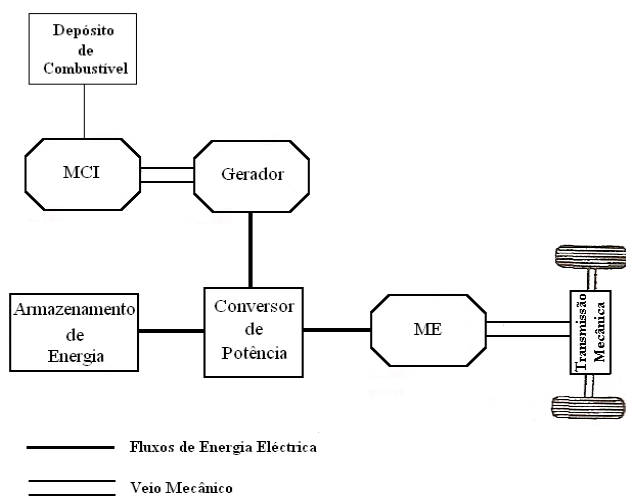 Depósito
de
Combustível
MCI
Gerador
Armazenamento
de
Energia
Conversor
de
Potência
ME
Transmissão
Mecânica
Fluxos de Energia Eléctrica
Veio Mecânico